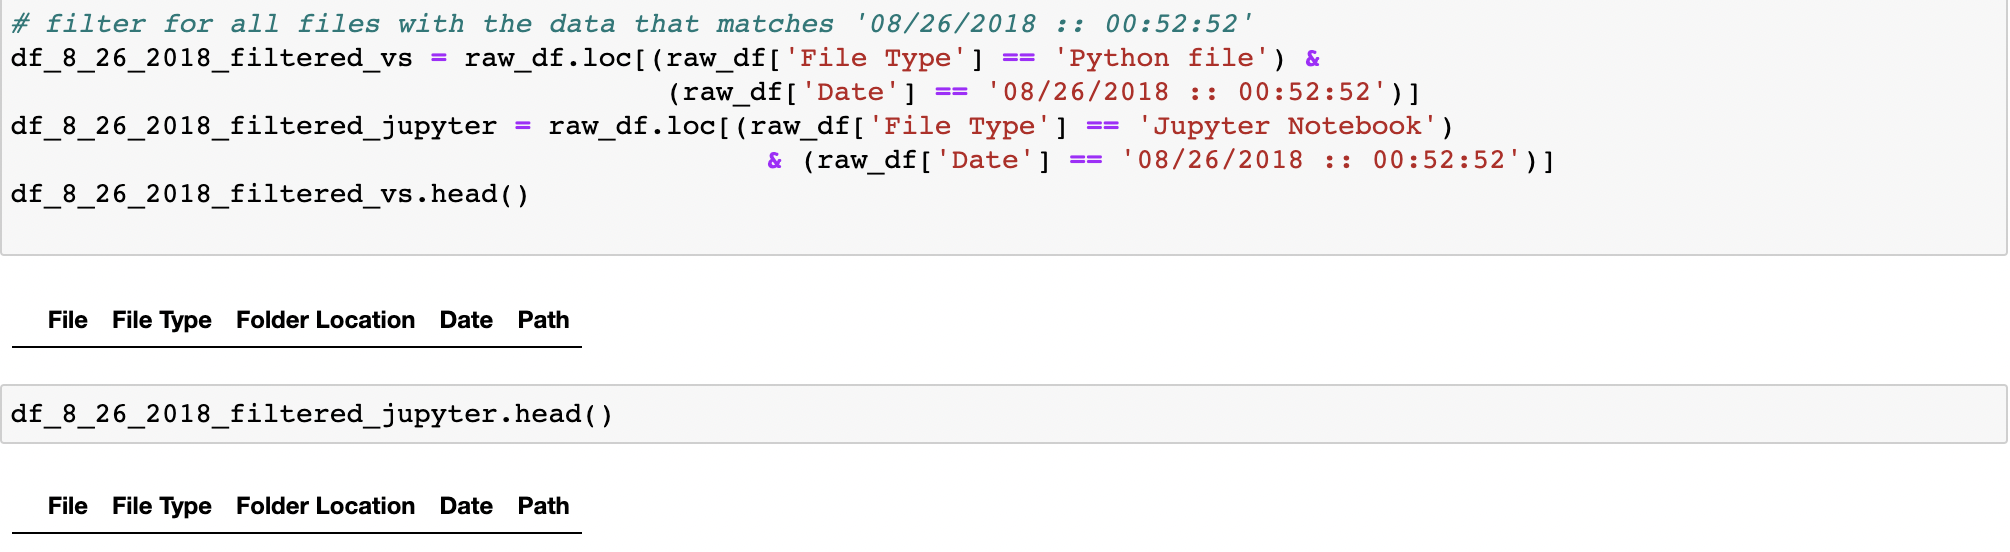 # filter for all files with the data that matches '08/26/2018 :: 00:52:52'
df_8_26_2018_filtered_vs = raw_df.loc[(raw_df['File Type'] == 'Python file') &
(raw_df['Date'] == '08/26/2018 :: 00:52:52')]
df_8_26_2018_filtered_jupyter = raw_df.loc[(raw_df['File Type'] == 'Jupyter Notebook')
& (raw_df['Date'] == '08/26/2018 :: 00:52:52')]
df_8_26_2018_filtered_vs.head()
File File Type Folder Location Date Path
df_8_26_2018_filtered_jupyter.head()
File File Type Folder Location Date Path